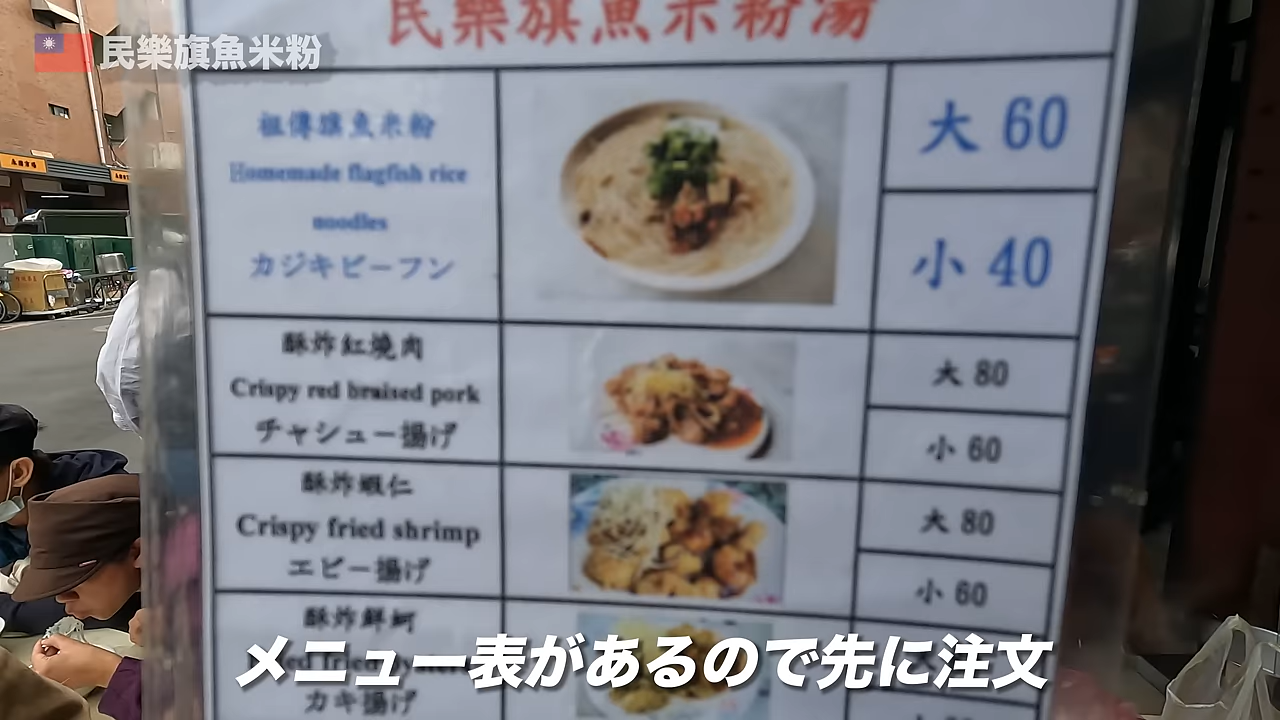 民樂旗魚米粉湯
民樂旗魚米粉
祖傳旗魚米粉
Homemade flagfish rice
noodles
カジキビーフン
大 60
小 40
酥炸紅燒肉
Crispy red braised pork
チャシュー揚げ
大 80
小 60
酥炸蝦仁
Crispy fried shrimp
エビー揚げ
大 80
小 60
酥炸鮮蚵
カキ揚げ
メニュー表があるので先に注文